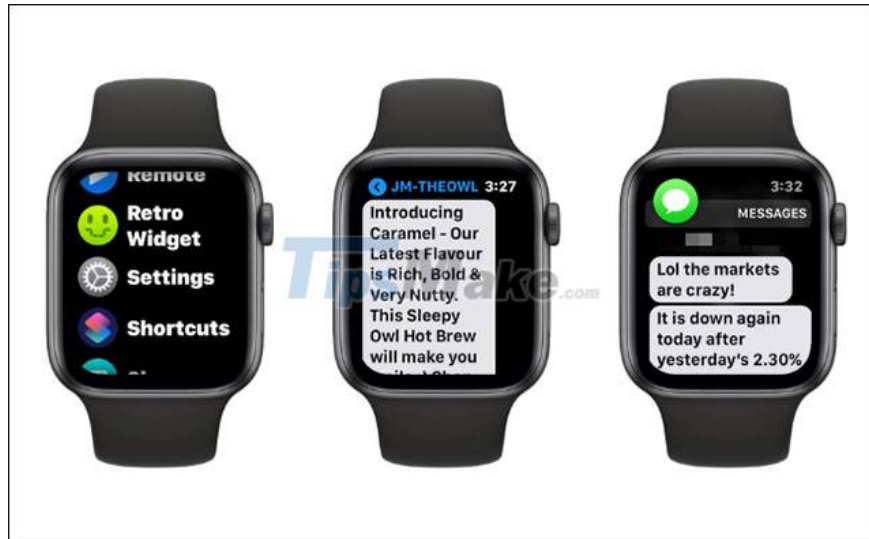 Remote
Retro
Widget
Settings
Shortcuts
JM-THEOWL 3:27
Introducing
Caramel - Our
Latest Flavour
is Rich, Bold &
Very Nutty.
This Sleepy
Owl Hot Brew
will make you
3:32
MESSAGES
Lol the markets
are crazy!
It is down again
today after
yesterday's 2.30%
TipsMake.com